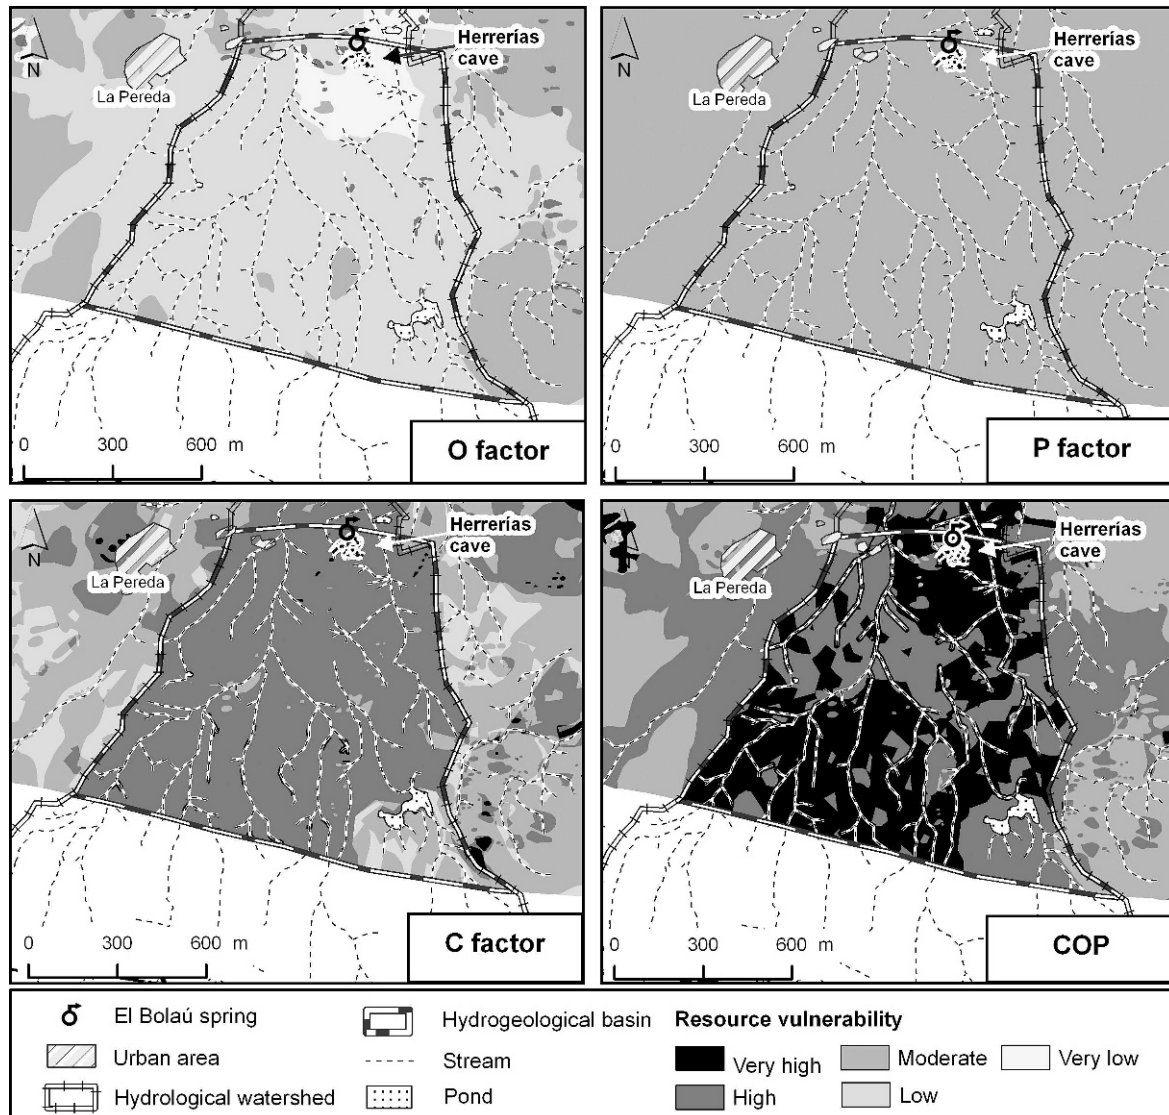 Herrerías
cave
N
La Pereda
0 300 600 m
O factor
Herrerías
cave
N
La Pereda
0 300 600 m
P factor
Herrerías
cave
N
La Pereda
0 300 600 m
C factor
Herrerías
cave
N
La Pereda
0 300 600 m
COP
El Bolaú spring
Urban area
Hydrological watershed
Hydrogeological basin
Stream
Pond
Resource vulnerability
Very high
High
Moderate
Low
Very low